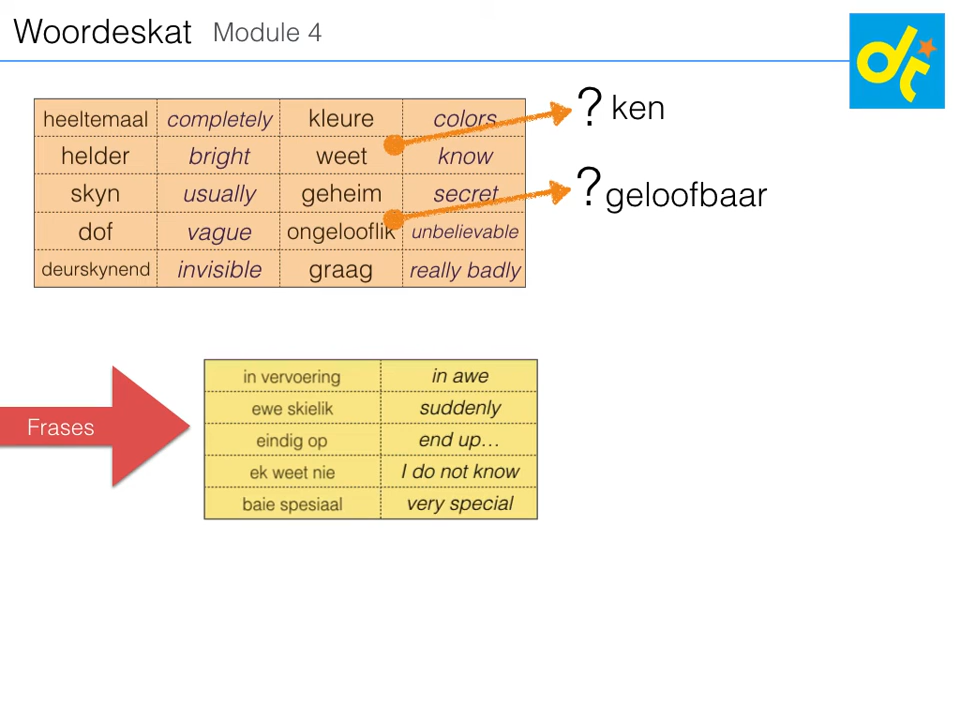 Woordeskat Module 4
heeltemaal completely kleure colors
? ken
helder bright weet know
skyn usually geheim secret
? geloofbaar
dof vague ongelooflik unbelievable
deurskynend invisible graag really badly
in vervoering in awe
ewe skielik suddenly
Frases
eindig op end up...
ek weet nie I do not know
baie spesiaal very special
dt